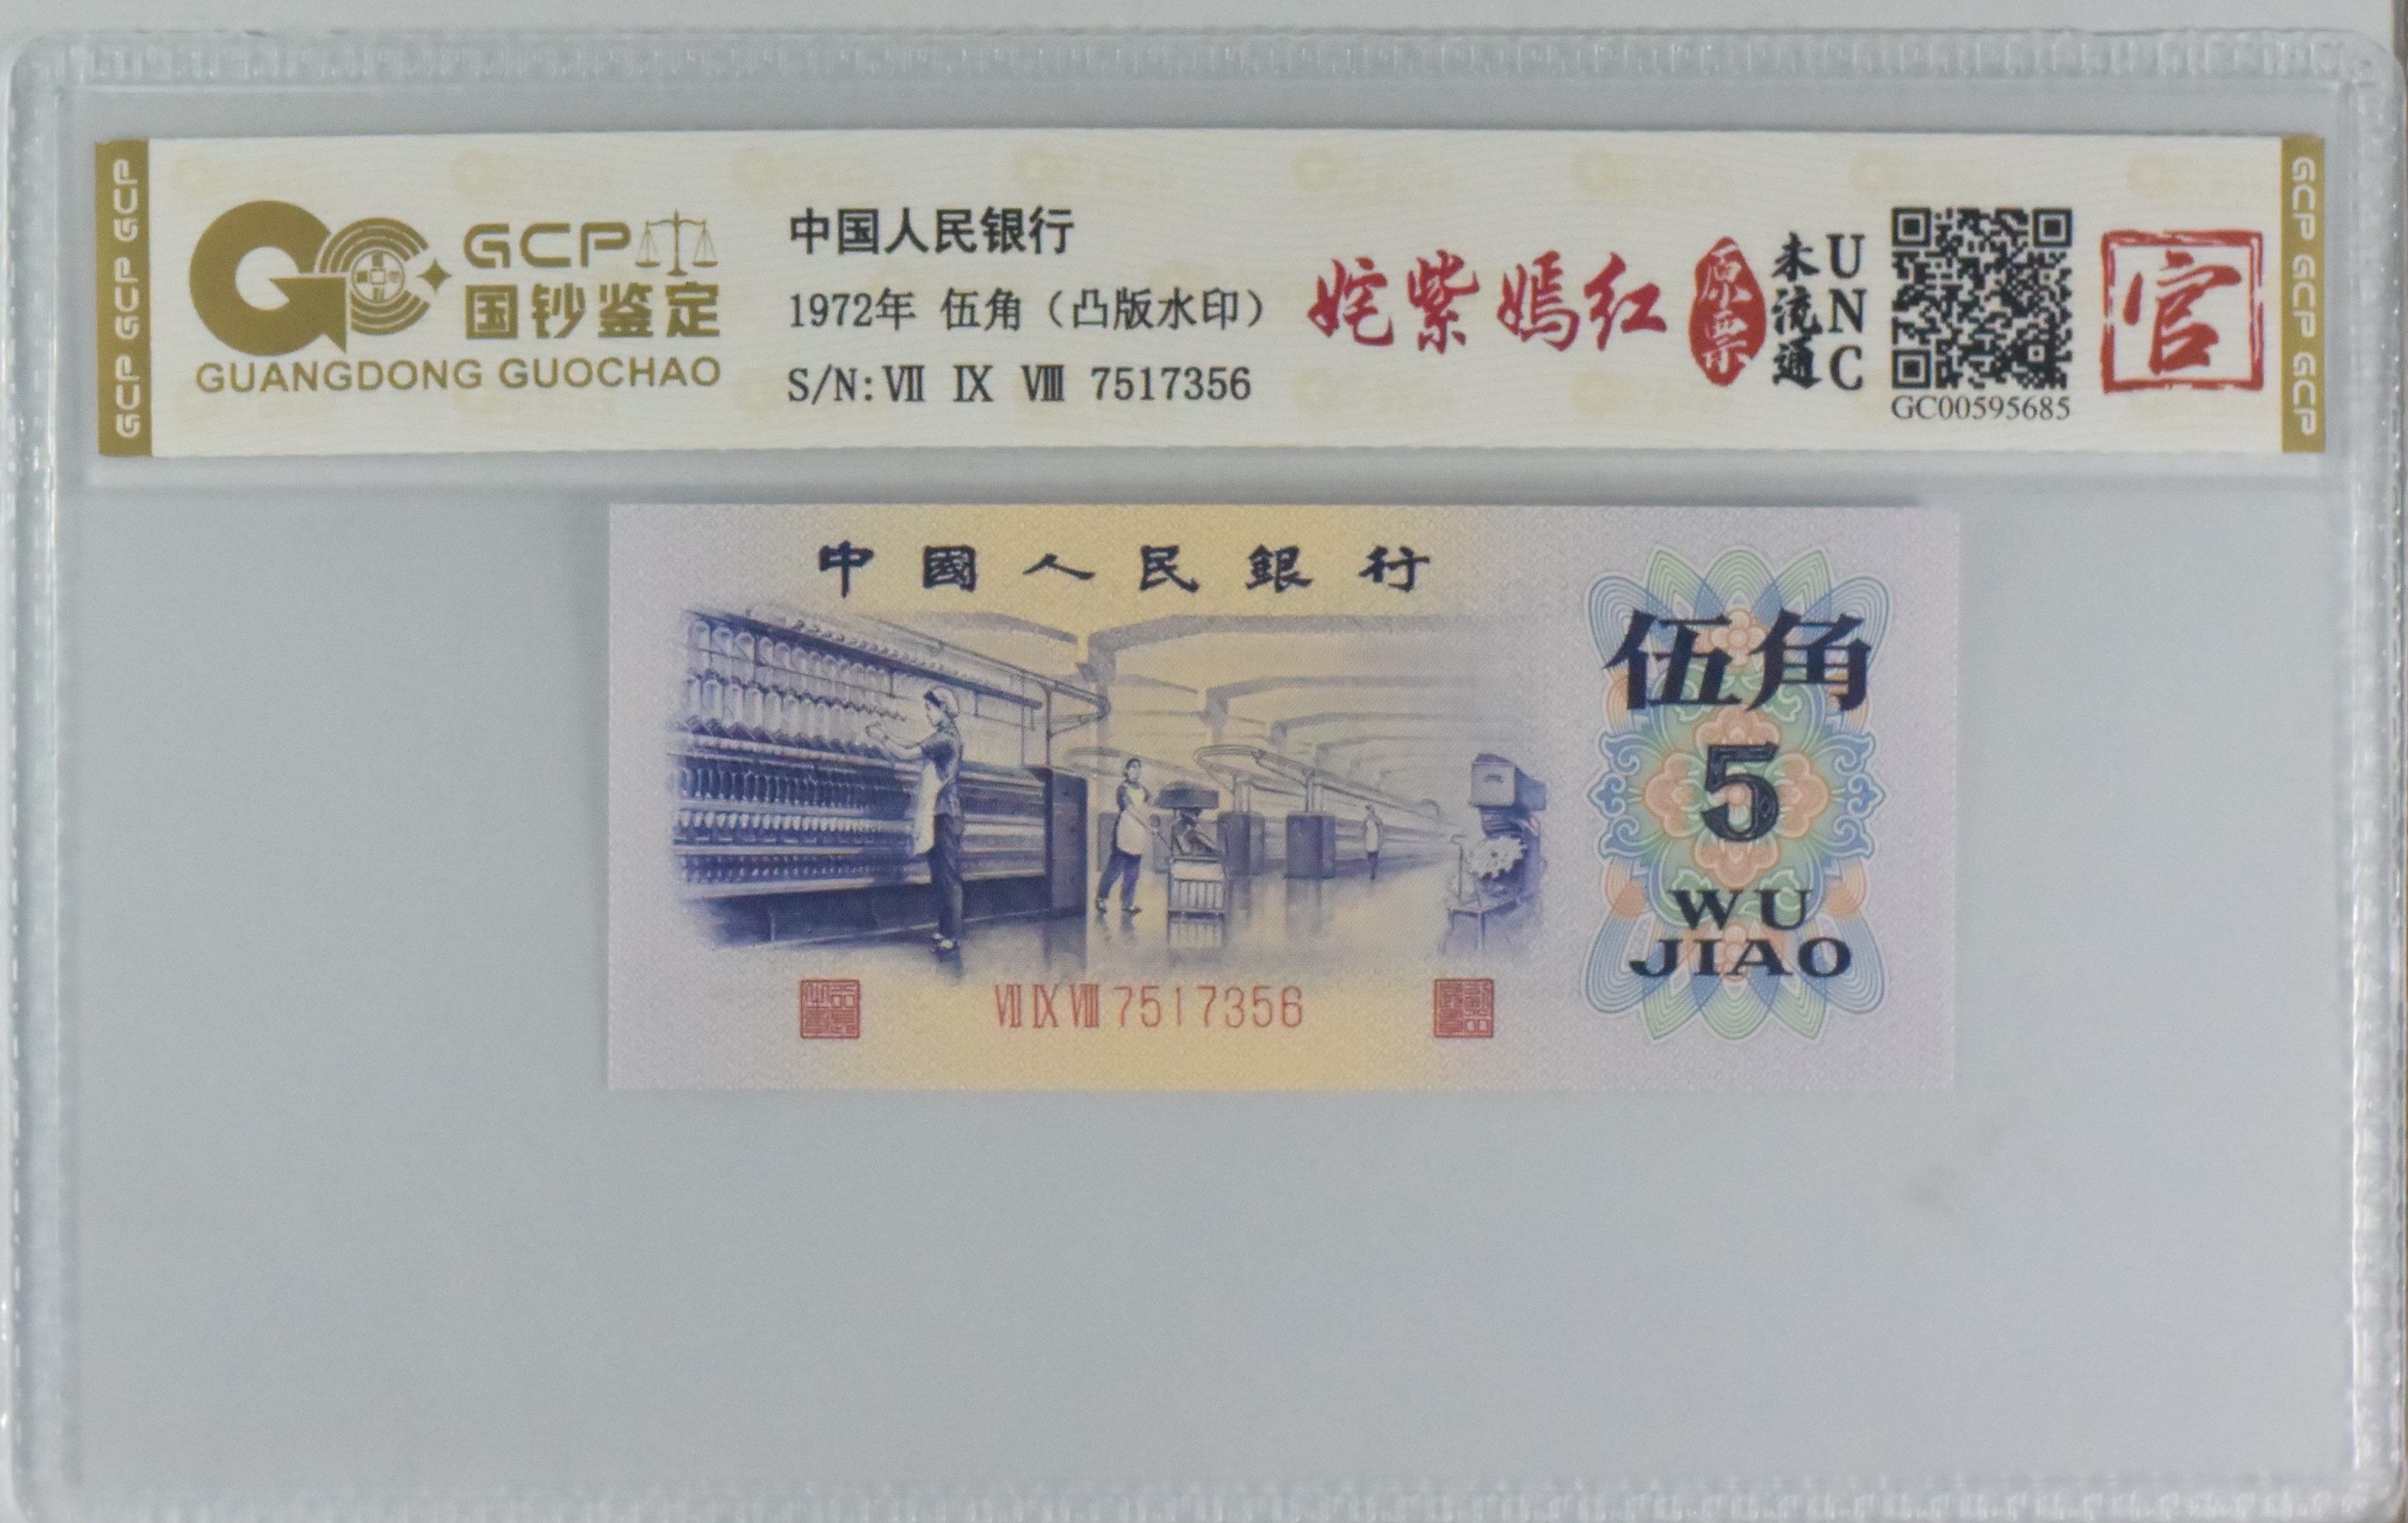 GCP GCP GCP
GCP
国钞鉴定
GUANGDONG GUOCHAO
中国人民银行
1972年 伍角（凸版水印）
S/N:Ⅶ Ⅸ Ⅷ 7517356
姹紫嫣红
原票
未流通
UNC
GC00595685
官
GCP GCP GCP
中國人民銀行
伍角
5
WU
JIAO
Ⅶ Ⅸ Ⅷ 7517356